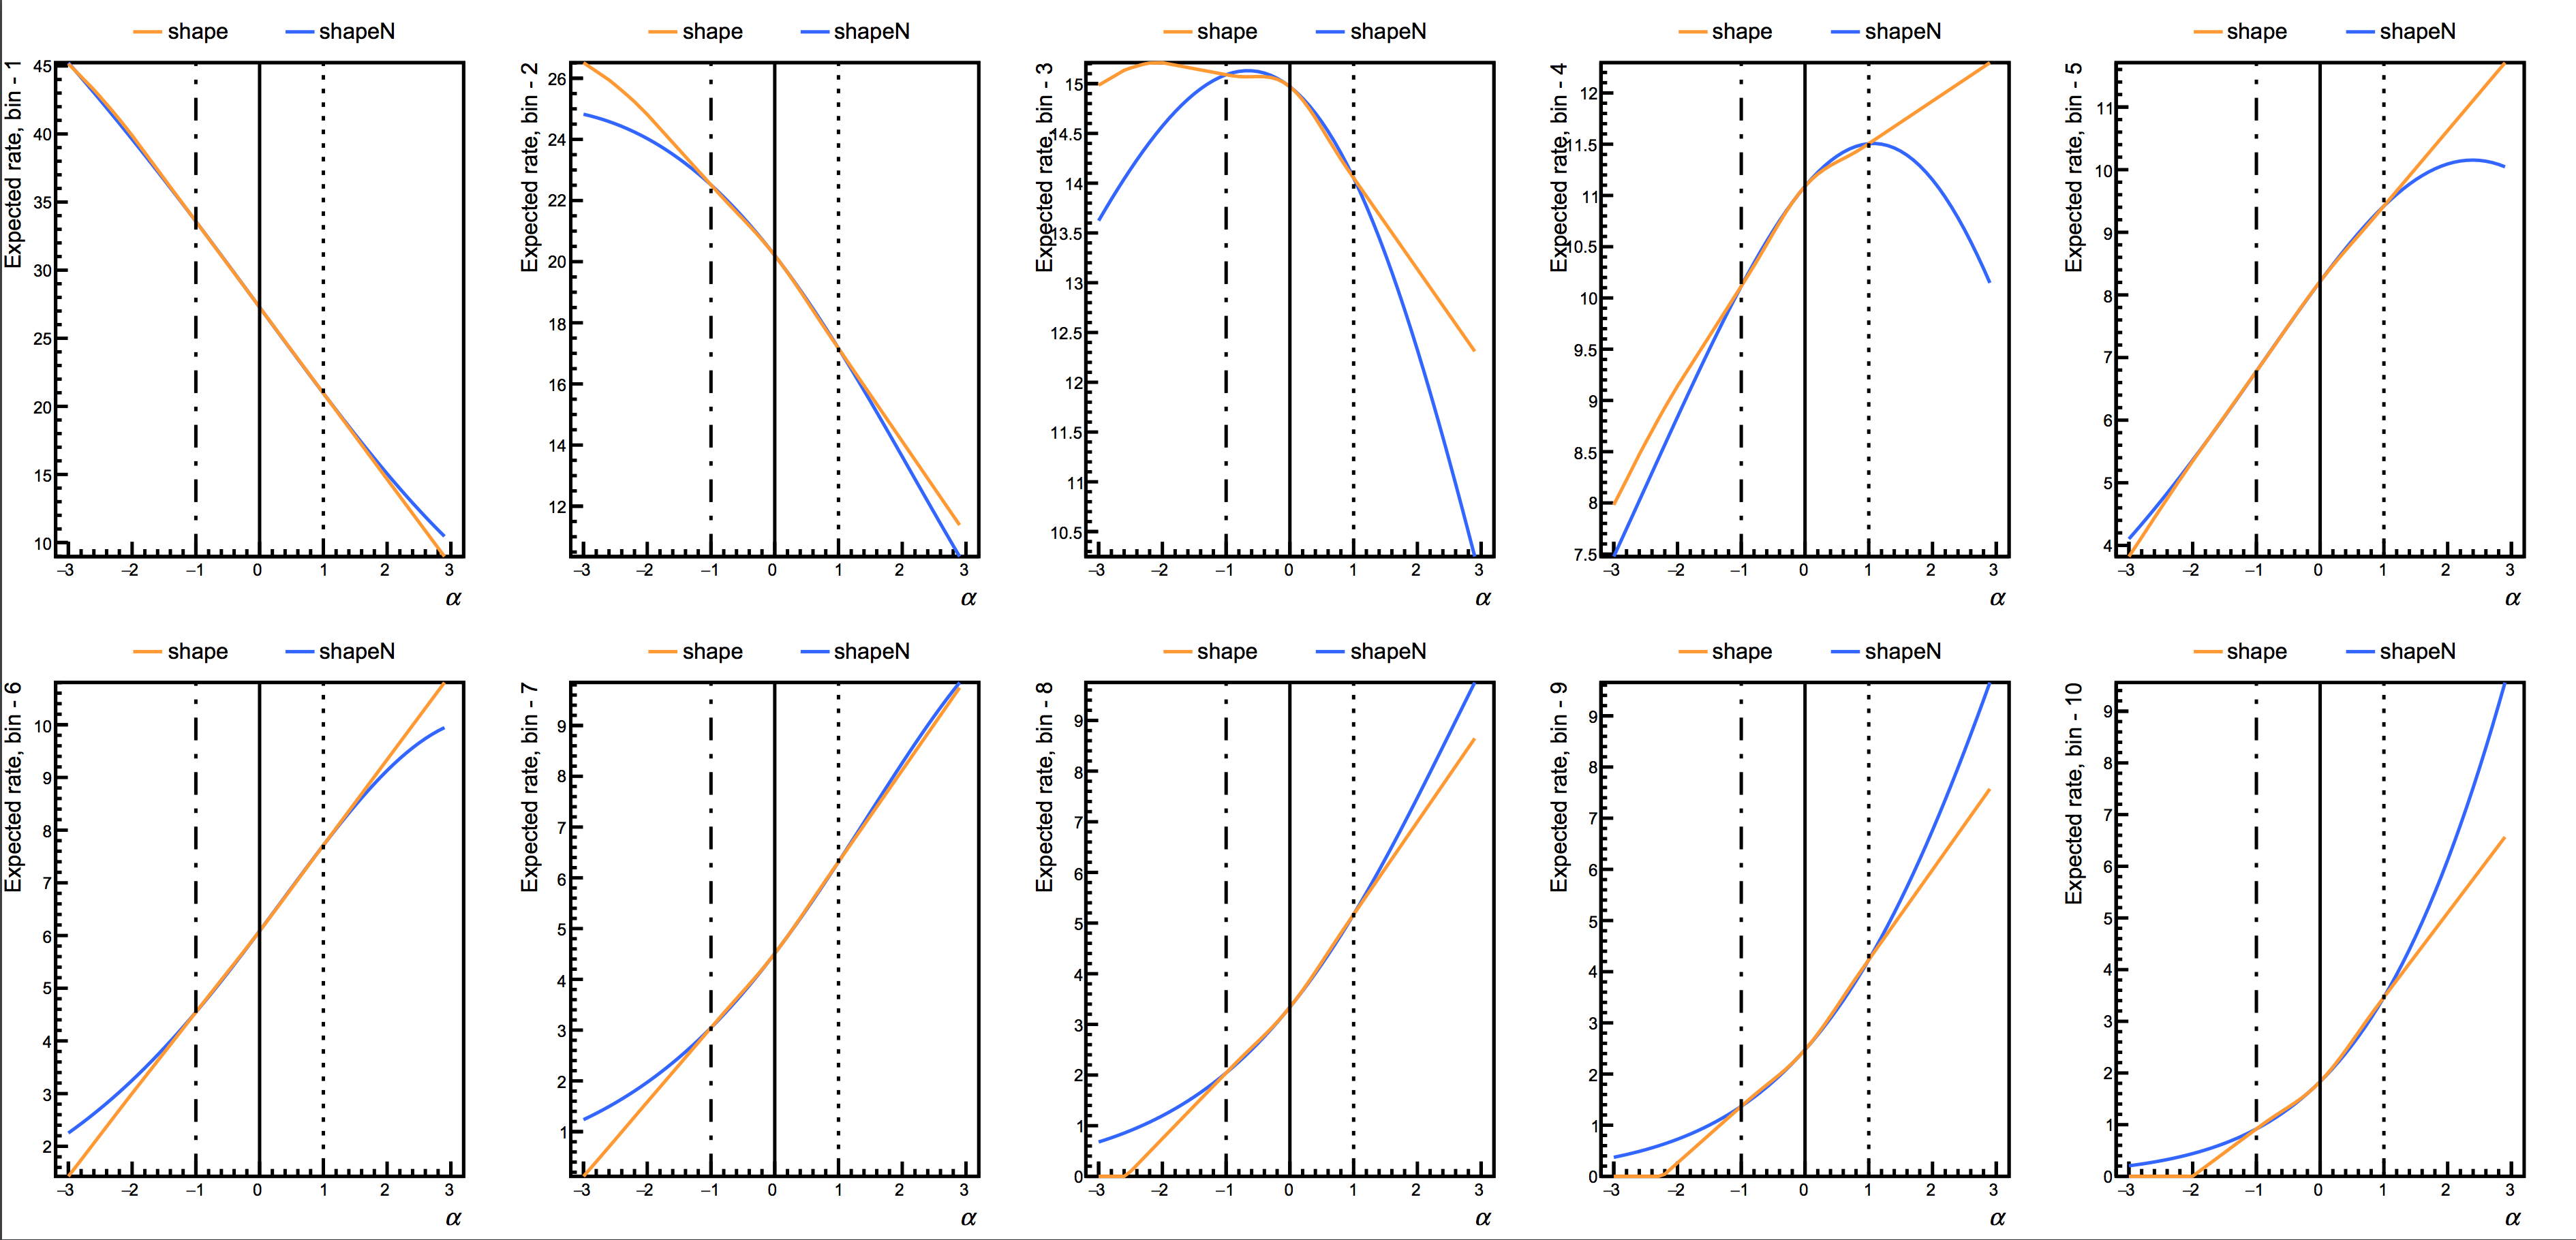 shape shapeN
Expected rate, bin - 1
45
40
35
30
25
20
15
10
−3 −2 −1 0 1 2 3
α
shape shapeN
Expected rate, bin - 2
26
24
22
20
18
16
14
12
−3 −2 −1 0 1 2 3
α
shape shapeN
Expected rate, bin - 3
15
14.5
14
13.5
13
12.5
12
11.5
11
10.5
−3 −2 −1 0 1 2 3
α
shape shapeN
Expected rate, bin - 4
12
11.5
11
10.5
10
9.5
9
8.5
8
7.5
−3 −2 −1 0 1 2 3
α
shape shapeN
Expected rate, bin - 5
11
10
9
8
7
6
5
4
−3 −2 −1 0 1 2 3
α
shape shapeN
Expected rate, bin - 6
10
9
8
7
6
5
4
3
2
−3 −2 −1 0 1 2 3
α
shape shapeN
Expected rate, bin - 7
9
8
7
6
5
4
3
2
1
−3 −2 −1 0 1 2 3
α
shape shapeN
Expected rate, bin - 8
9
8
7
6
5
4
3
2
1
0
−3 −2 −1 0 1 2 3
α
shape shapeN
Expected rate, bin - 9
9
8
7
6
5
4
3
2
1
0
−3 −2 −1 0 1 2 3
α
shape shapeN
Expected rate, bin - 10
9
8
7
6
5
4
3
2
1
0
−3 −2 −1 0 1 2 3
α